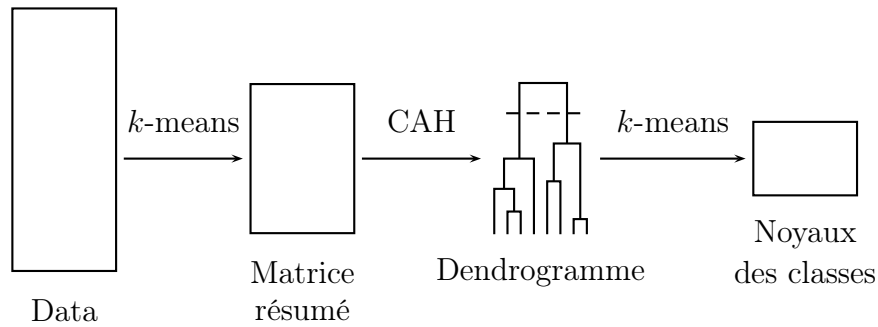 k-means
CAH
k-means
Data
Matrice
résumé
Dendrogramme
Noyaux
des classes